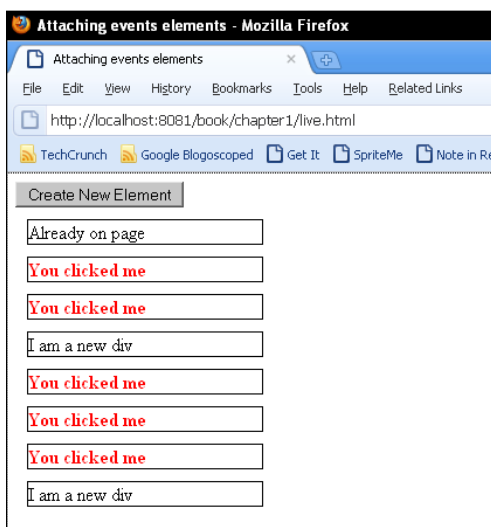 Attaching events elements - Mozilla Firefox
Attaching events elements
File Edit View History Bookmarks Tools Help Related Links
http://localhost:8081/book/chapter1/live.html
TechCrunch Google Blogoscoped Get It SpriteMe Note in Re
Create New Element
Already on page
You clicked me
You clicked me
I am a new div
You clicked me
You clicked me
You clicked me
I am a new div